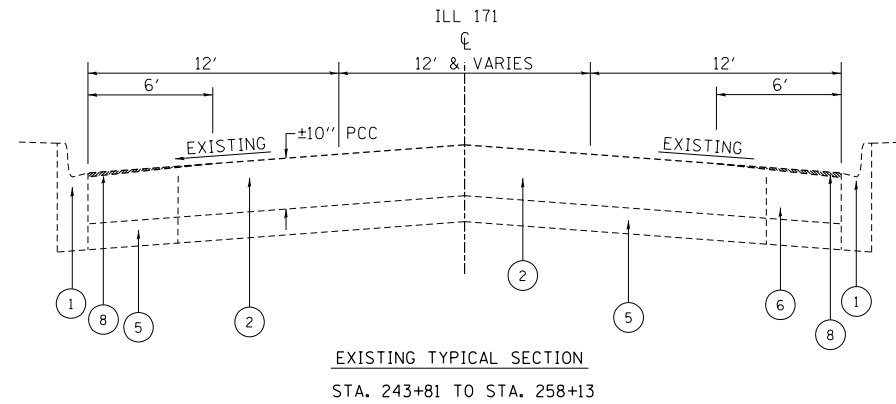 ILL 171
℄
12' 12' & VARIES 12'
6' 6'
±10'' PCC
EXISTING EXISTING
1 8 5 2 2 5 6 8 1
EXISTING TYPICAL SECTION
STA. 243+81 TO STA. 258+13